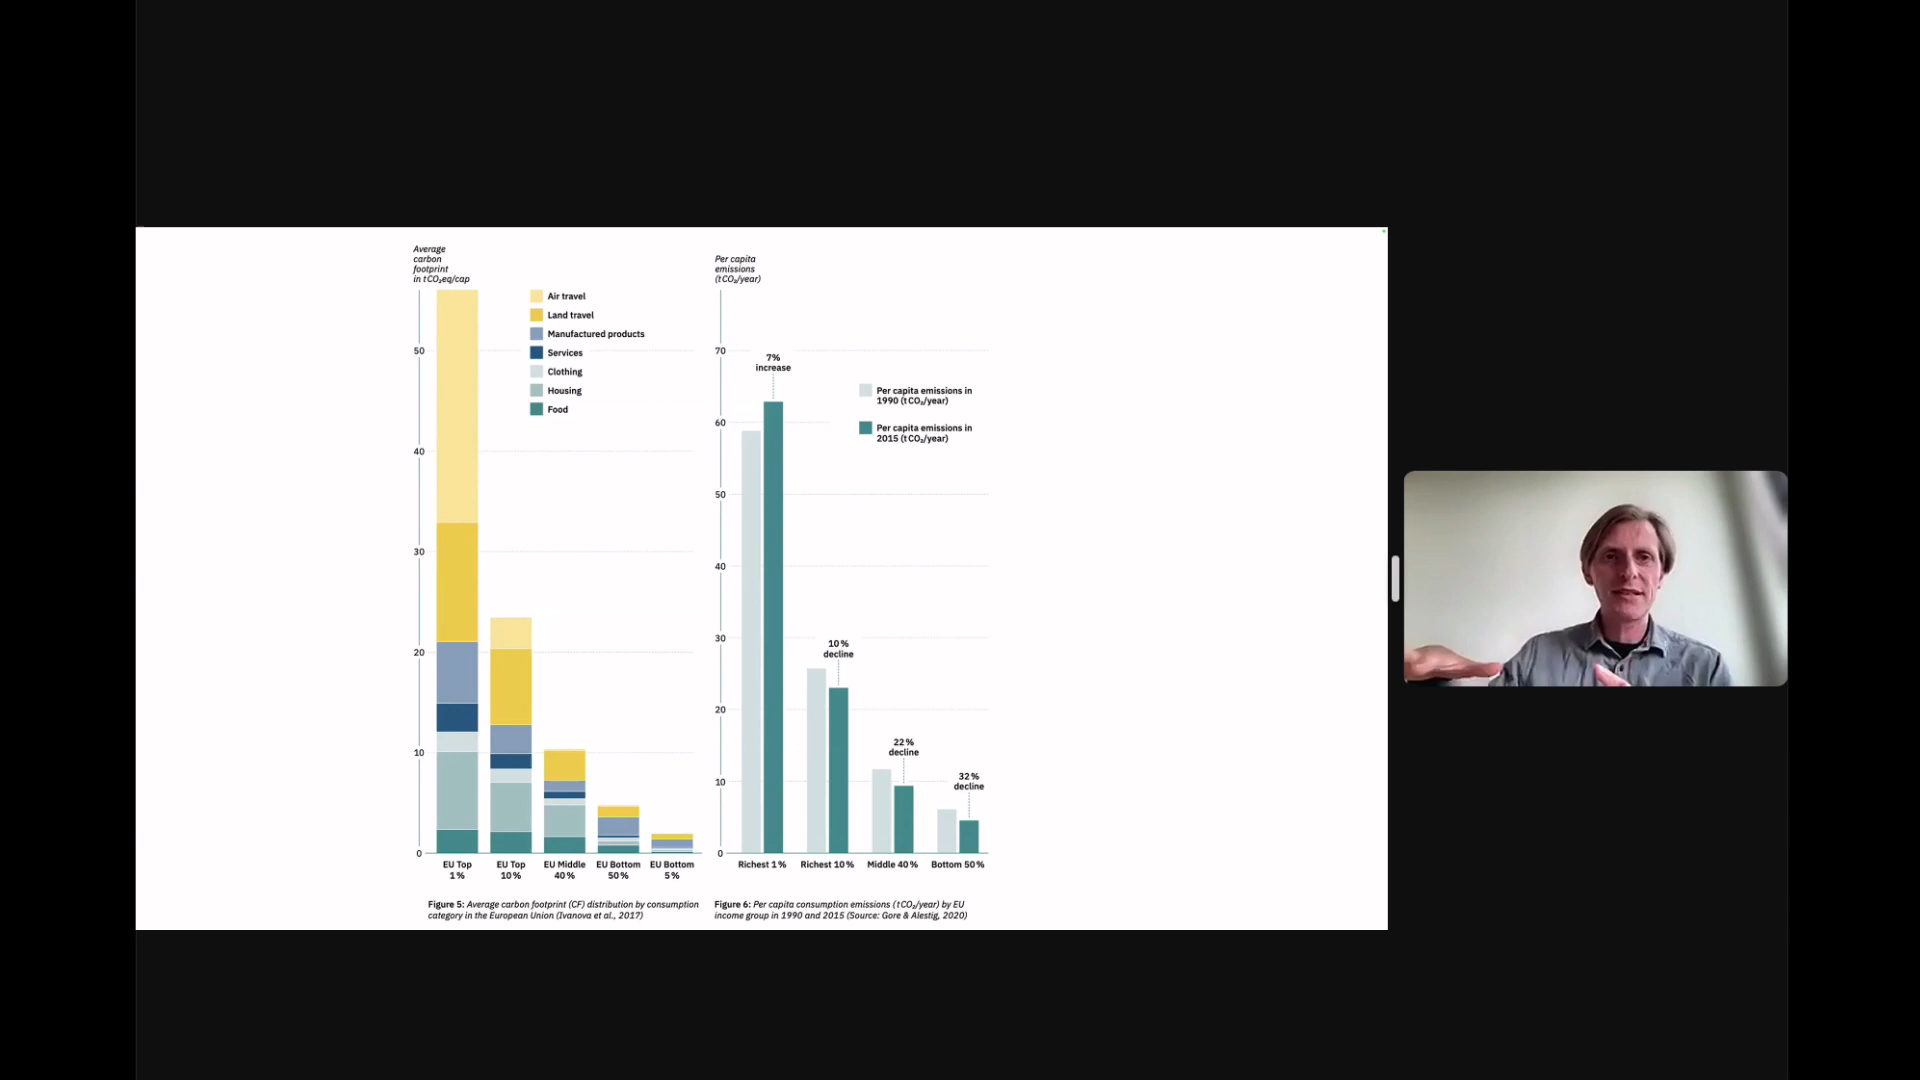 Average
carbon
footprint
in tCO₂eq/cap
Air travel
Land travel
Manufactured products
Services
Clothing
Housing
Food
50
40
30
20
10
0
EU Top
1 %
EU Top
10 %
EU Middle
40 %
EU Bottom
50 %
EU Bottom
5 %
Figure 5: Average carbon footprint (CF) distribution by consumption
category in the European Union (Ivanova et al., 2017)
Per capita
emissions
(tCO₂/year)
70
60
50
40
30
20
10
0
7%
increase
10 %
decline
22 %
decline
32 %
decline
Per capita emissions in
1990 (tCO₂/year)
Per capita emissions in
2015 (tCO₂/year)
Richest 1 %
Richest 10 %
Middle 40 %
Bottom 50 %
Figure 6: Per capita consumption emissions (tCO₂/year) by EU
income group in 1990 and 2015 (Source: Gore & Alestig, 2020)